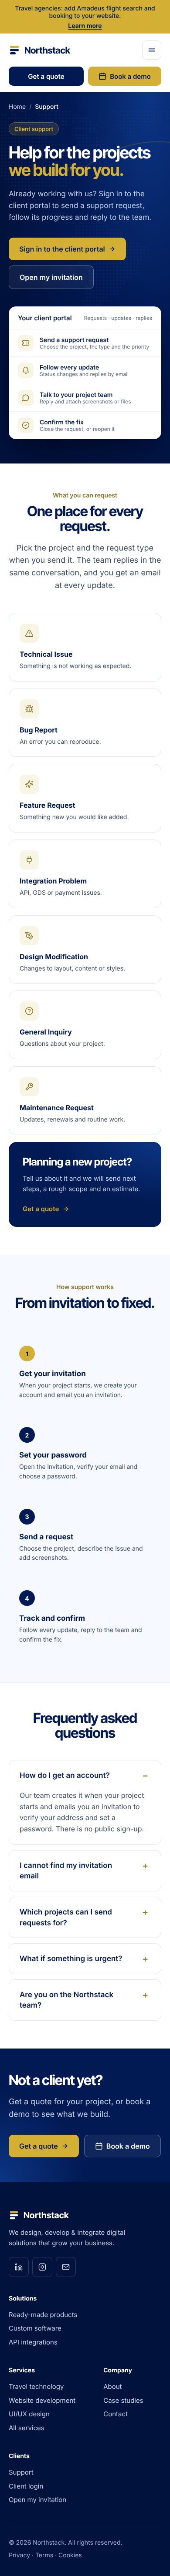 Travel agencies: add Amadeus flight search and
booking to your website.
Learn more
Northstack
Get a quote
Book a demo
Home / Support
Client support
Help for the projects
we build for you.
Already working with us? Sign in to the
client portal to send a support request,
follow its progress and reply to the team.
Sign in to the client portal →
Open my invitation
Your client portal
Requests · updates · replies
Send a support request
Choose the project, the type and the priority
Follow every update
Status changes and replies by email
Talk to your project team
Reply and attach screenshots or files
Confirm the fix
Close the request, or reopen it
What you can request
One place for every
request.
Pick the project and the request type
when you send it. The team replies in the
same conversation, and you get an email
at every update.
Technical Issue
Something is not working as expected.
Bug Report
An error you can reproduce.
Feature Request
Something new you would like added.
Integration Problem
API, GDS or payment issues.
Design Modification
Changes to layout, content or styles.
General Inquiry
Questions about your project.
Maintenance Request
Updates, renewals and routine work.
Planning a new project?
Tell us about it and we will send next
steps, a rough scope and an estimate.
Get a quote →
How support works
From invitation to fixed.
1
Get your invitation
When your project starts, we create your
account and email you an invitation.
2
Set your password
Open the invitation, verify your email and
choose a password.
3
Send a request
Choose the project, describe the issue and
add screenshots.
4
Track and confirm
Follow every update, reply to the team and
confirm the fix.
Frequently asked
questions
How do I get an account? −
Our team creates it when your project
starts and emails you an invitation to
verify your address and set a
password. There is no public sign-up.
I cannot find my invitation +
email
Which projects can I send +
requests for?
What if something is urgent? +
Are you on the Northstack +
team?
Not a client yet?
Get a quote for your project, or book a
demo to see what we build.
Get a quote →
Book a demo
Northstack
We design, develop & integrate digital
solutions that grow your business.
Solutions
Ready-made products
Custom software
API integrations
Services
Travel technology
Website development
UI/UX design
All services
Company
About
Case studies
Contact
Clients
Support
Client login
Open my invitation
© 2026 Northstack. All rights reserved.
Privacy · Terms · Cookies